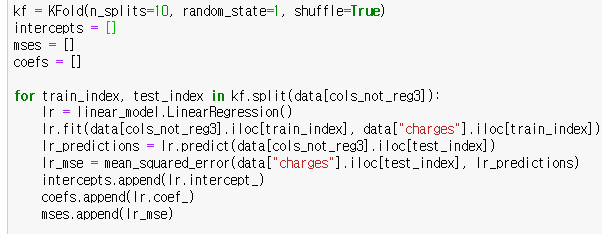 kf = KFold(n_splits=10, random_state=1, shuffle=True)
intercepts = []
mses = []
coefs = []

for train_index, test_index in kf.split(data[cols_not_reg3]):
    lr = linear_model.LinearRegression()
    lr.fit(data[cols_not_reg3].iloc[train_index], data["charges"].iloc[train_index])
    lr_predictions = lr.predict(data[cols_not_reg3].iloc[test_index])
    lr_mse = mean_squared_error(data["charges"].iloc[test_index], lr_predictions)
    intercepts.append(lr.intercept_)
    coefs.append(lr.coef_)
    mses.append(lr_mse)